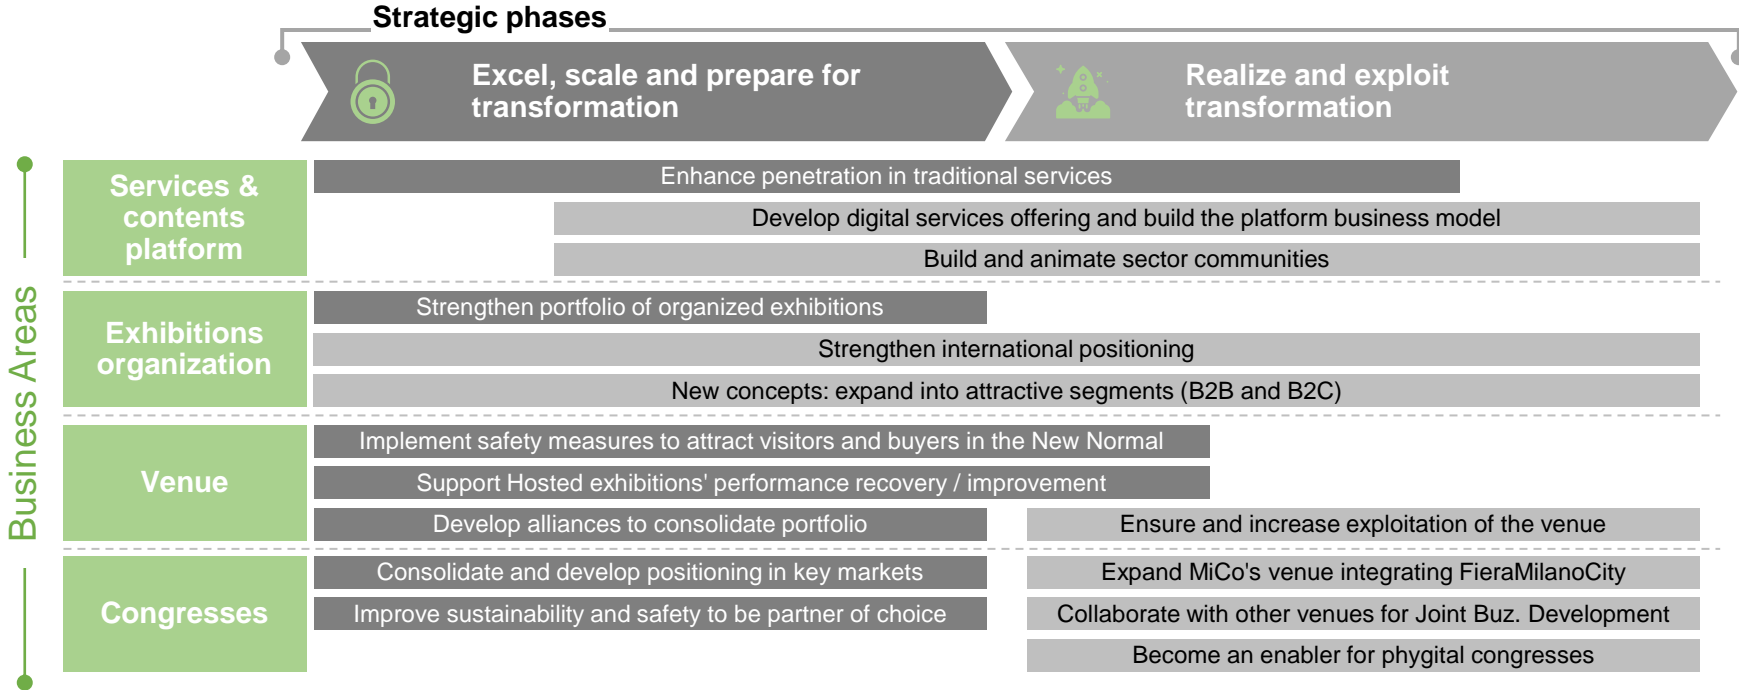 Strategic phases
Excel, scale and prepare for
transformation
Realize and exploit
transformation
Business Areas
Services &
contents
platform
Enhance penetration in traditional services
Develop digital services offering and build the platform business model
Build and animate sector communities
Exhibitions
organization
Strengthen portfolio of organized exhibitions
Strengthen international positioning
New concepts: expand into attractive segments (B2B and B2C)
Venue
Implement safety measures to attract visitors and buyers in the New Normal
Support Hosted exhibitions' performance recovery / improvement
Develop alliances to consolidate portfolio
Ensure and increase exploitation of the venue
Congresses
Consolidate and develop positioning in key markets
Expand MiCo's venue integrating FieraMilanoCity
Improve sustainability and safety to be partner of choice
Collaborate with other venues for Joint Buz. Development
Become an enabler for phygital congresses